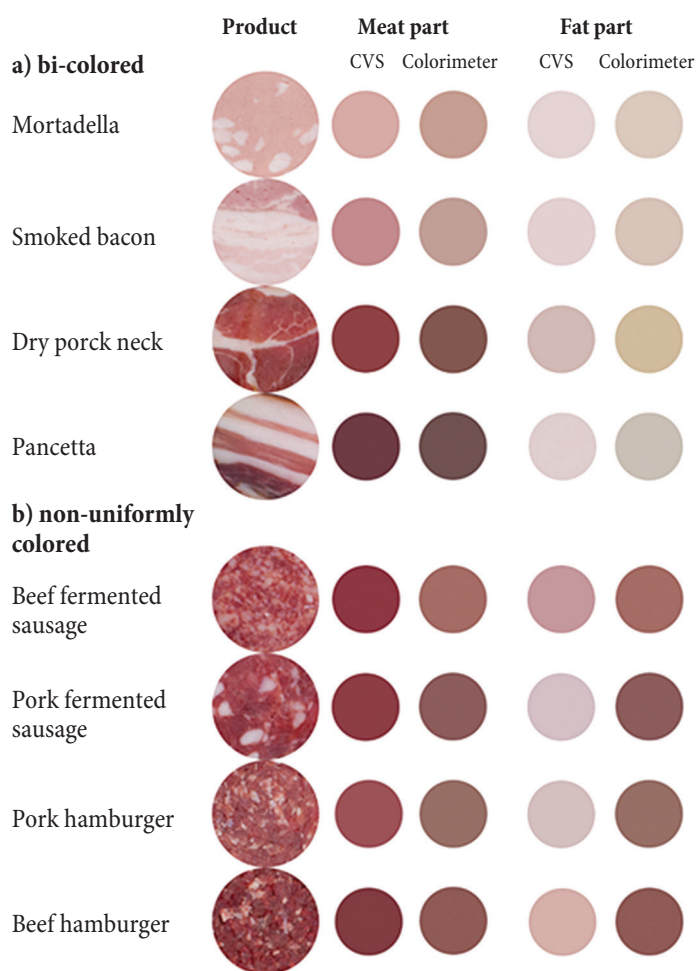 Product Meat part Fat part
a) bi-colored CVS Colorimeter CVS Colorimeter
Mortadella
Smoked bacon
Dry porck neck
Pancetta
b) non-uniformly
colored
Beef fermented
sausage
Pork fermented
sausage
Pork hamburger
Beef hamburger